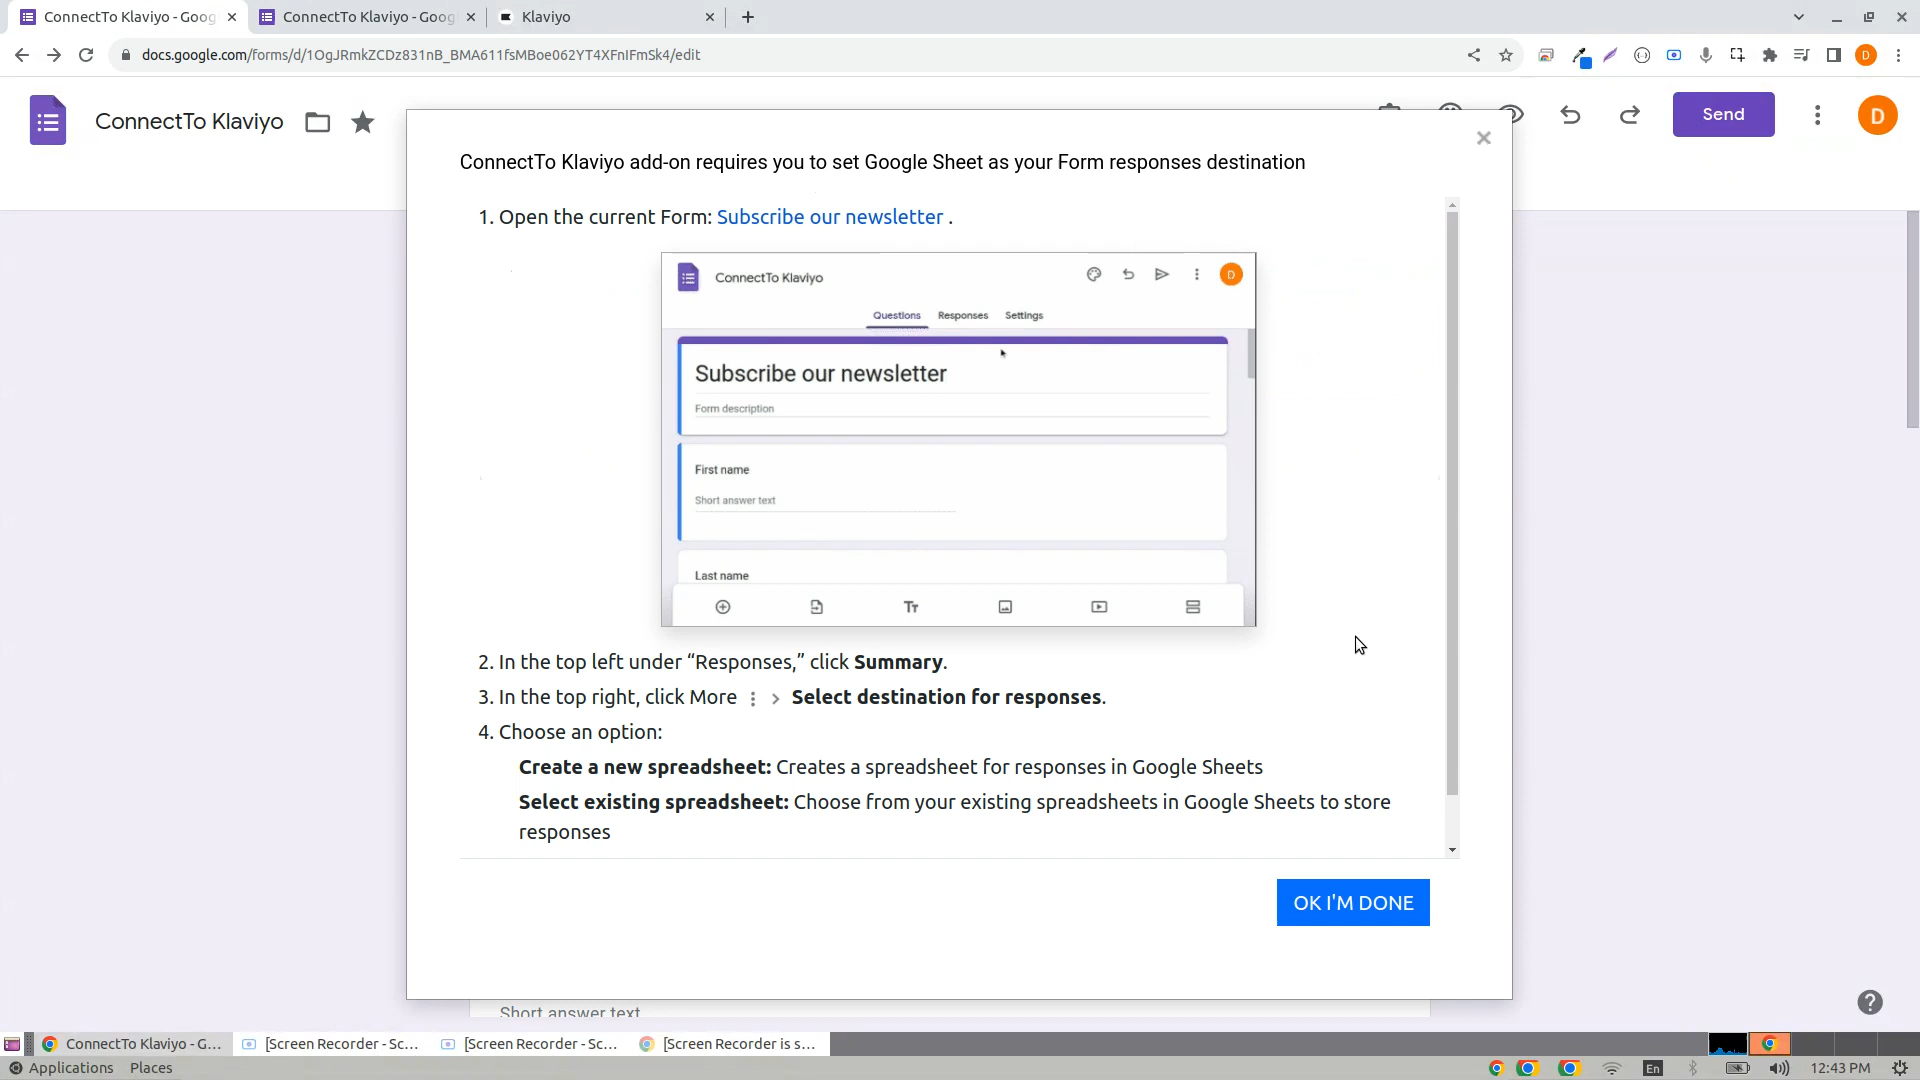 ConnectTo Klaviyo - Goog
ConnectTo Klaviyo - Goog
Klaviyo
docs.google.com/forms/d/1OgJRmkZCDz831nB_BMA611fsMBoe062YT4XFnIFmSk4/edit
D
ConnectTo Klaviyo
Send
D
ConnectTo Klaviyo add-on requires you to set Google Sheet as your Form responses destination
1. Open the current Form: Subscribe our newsletter .
ConnectTo Klaviyo
D
Questions Responses Settings
Subscribe our newsletter
Form description
First name
Short answer text
Last name
Tт
2. In the top left under “Responses,” click Summary.
3. In the top right, click More > Select destination for responses.
4. Choose an option:
Create a new spreadsheet: Creates a spreadsheet for responses in Google Sheets
Select existing spreadsheet: Choose from your existing spreadsheets in Google Sheets to store
responses
OK I'M DONE
Short answer text
ConnectTo Klaviyo - G...
[Screen Recorder - Sc...
[Screen Recorder - Sc...
[Screen Recorder is s...
Applications Places
En
12:43 PM